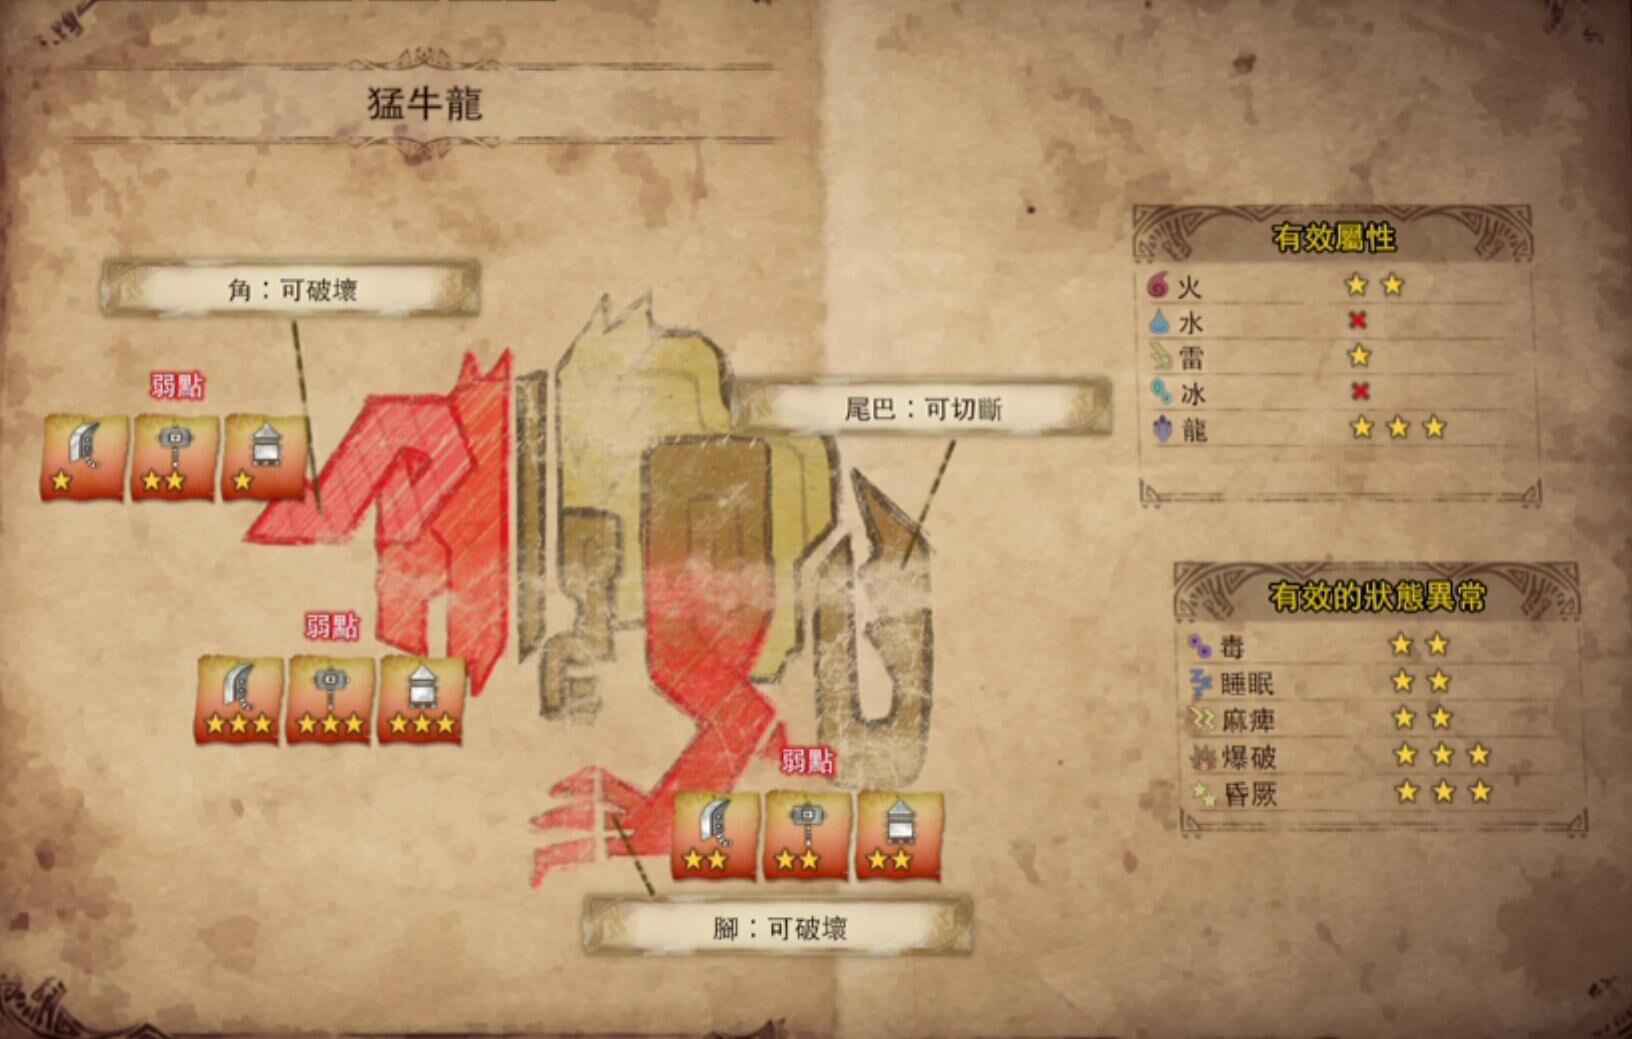 猛牛龍
角：可破壞
弱點
尾巴：可切斷
弱點
弱點
腳：可破壞
有效屬性
火
水
雷
冰
龍
有效的狀態異常
毒
睡眠
麻痺
爆破
昏厥